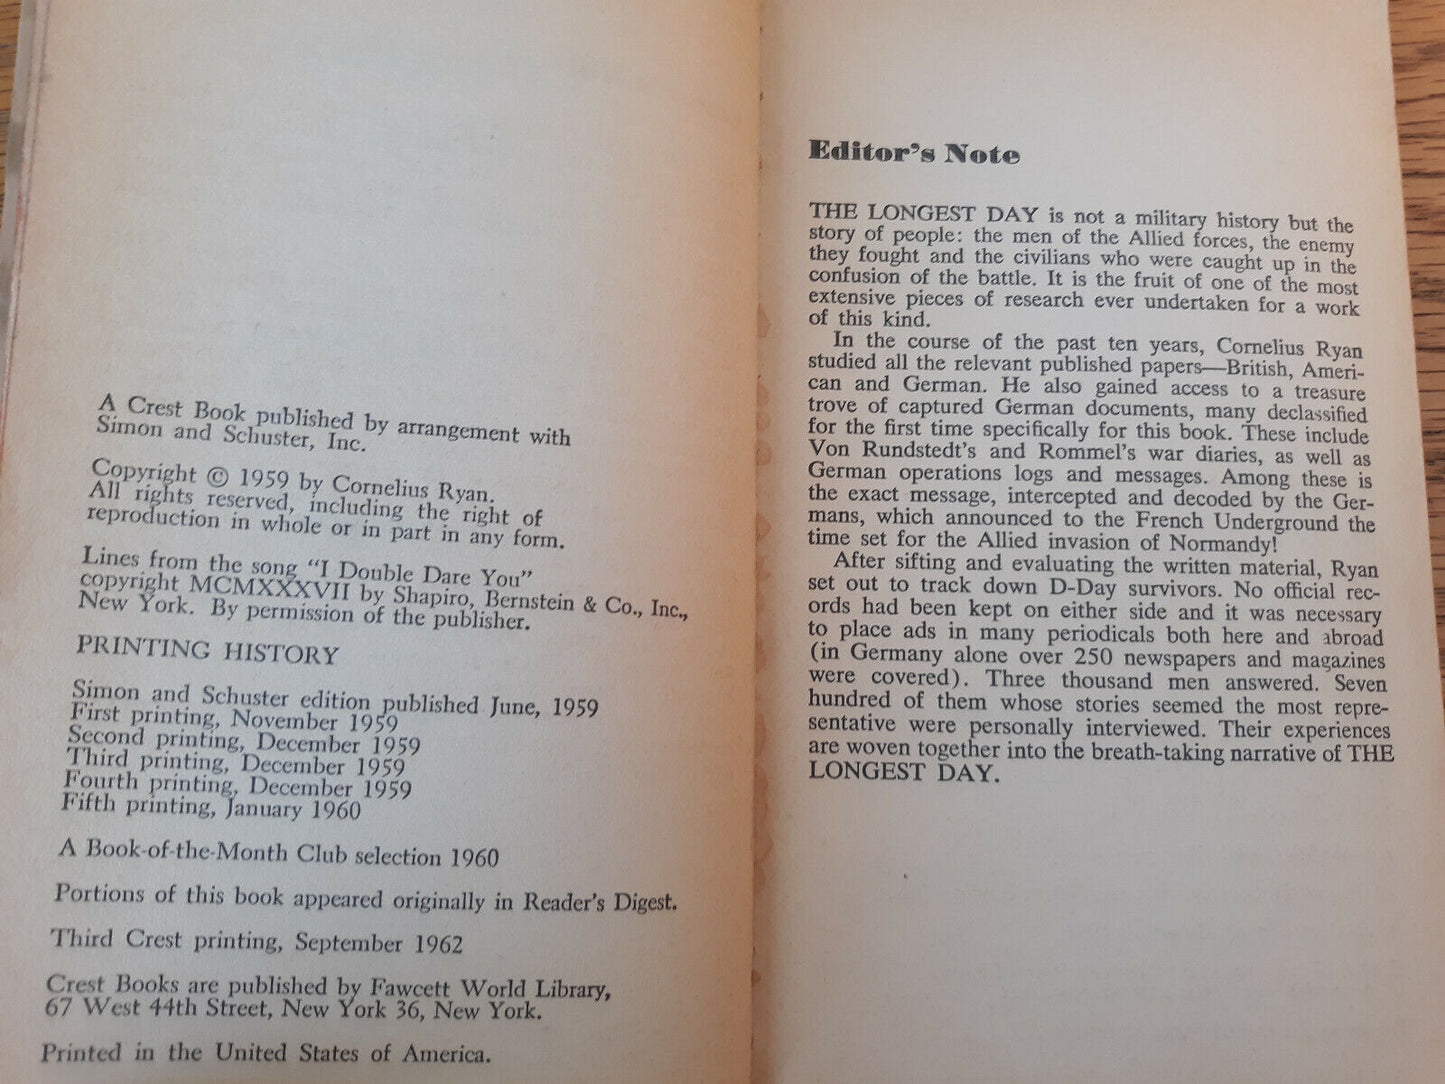 A Crest Book published by arrangement with
Simon and Schuster, Inc.
Copyright © 1959 by Cornelius Ryan.
All rights reserved, including the right of
reproduction in whole or in part in any form.
Lines from the song “I Double Dare You”
copyright MCMXXXVII by Shapiro, Bernstein & Co., Inc.,
New York. By permission of the publisher.
PRINTING HISTORY
Simon and Schuster edition published June, 1959
First printing, November 1959
Second printing, December 1959
Third printing, December 1959
Fourth printing, December 1959
Fifth printing, January 1960
A Book-of-the-Month Club selection 1960
Portions of this book appeared originally in Reader's Digest.
Third Crest printing, September 1962
Crest Books are published by Fawcett World Library,
67 West 44th Street, New York 36, New York.
Printed in the United States of America.
Editor's Note
THE LONGEST DAY is not a military history but the
story of people: the men of the Allied forces, the enemy
they fought and the civilians who were caught up in the
confusion of the battle. It is the fruit of one of the most
extensive pieces of research ever undertaken for a work
of this kind.
In the course of the past ten years, Cornelius Ryan
studied all the relevant published papers—British, Ameri-
can and German. He also gained access to a treasure
trove of captured German documents, many declassified
for the first time specifically for this book. These include
Von Rundstedt's and Rommel's war diaries, as well as
German operations logs and messages. Among these is
the exact message, intercepted and decoded by the Ger-
mans, which announced to the French Underground the
time set for the Allied invasion of Normandy!
After sifting and evaluating the written material, Ryan
set out to track down D-Day survivors. No official rec-
ords had been kept on either side and it was necessary
to place ads in many periodicals both here and abroad
(in Germany alone over 250 newspapers and magazines
were covered). Three thousand men answered. Seven
hundred of them whose stories seemed the most repre-
sentative were personally interviewed. Their experiences
are woven together into the breath-taking narrative of THE
LONGEST DAY.